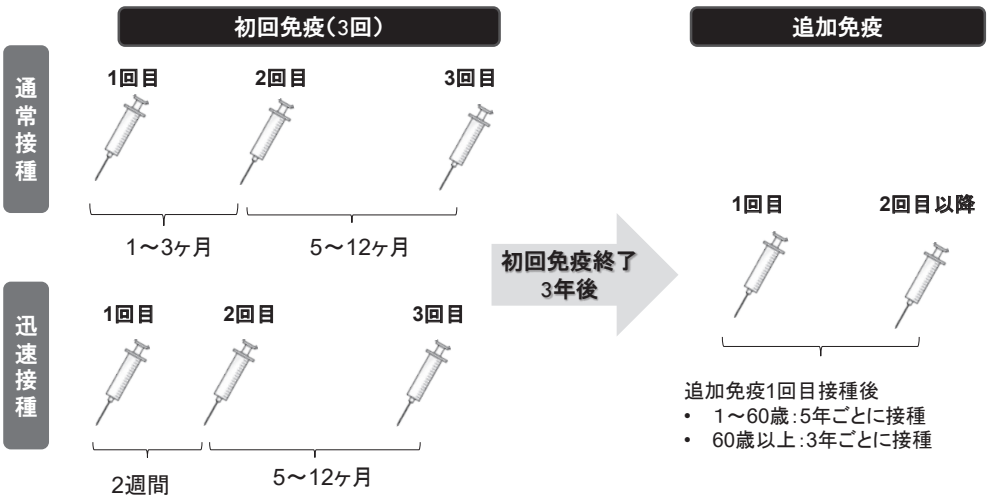 初回免疫（3回）
追加免疫
通常接種
1回目
2回目
3回目
1～3ヶ月
5～12ヶ月
迅速接種
1回目
2回目
3回目
2週間
5～12ヶ月
初回免疫終了
3年後
1回目
2回目以降
追加免疫1回目接種後
• 1～60歳：5年ごとに接種
• 60歳以上：3年ごとに接種